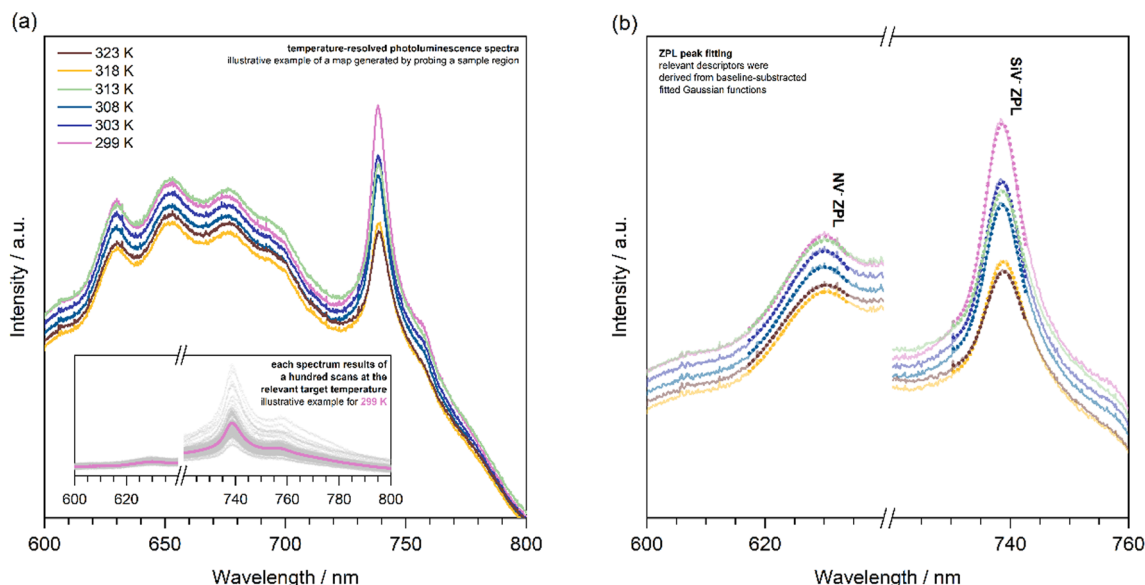 (a)
temperature-resolved photoluminescence spectra
illustrative example of a map generated by probing a sample region
323 K
318 K
313 K
308 K
303 K
299 K
Intensity / a.u.
each spectrum results of
a hundred scans at the
relevant target temperature
illustrative example for 299 K
600 620 740 760 780 800
600 650 700 750 800
Wavelength / nm
(b)
ZPL peak fitting
relevant descriptors were
derived from baseline-substracted
fitted Gaussian functions
NV⁻ ZPL
SiV⁻ ZPL
Intensity / a.u.
600 620 740 760
Wavelength / nm